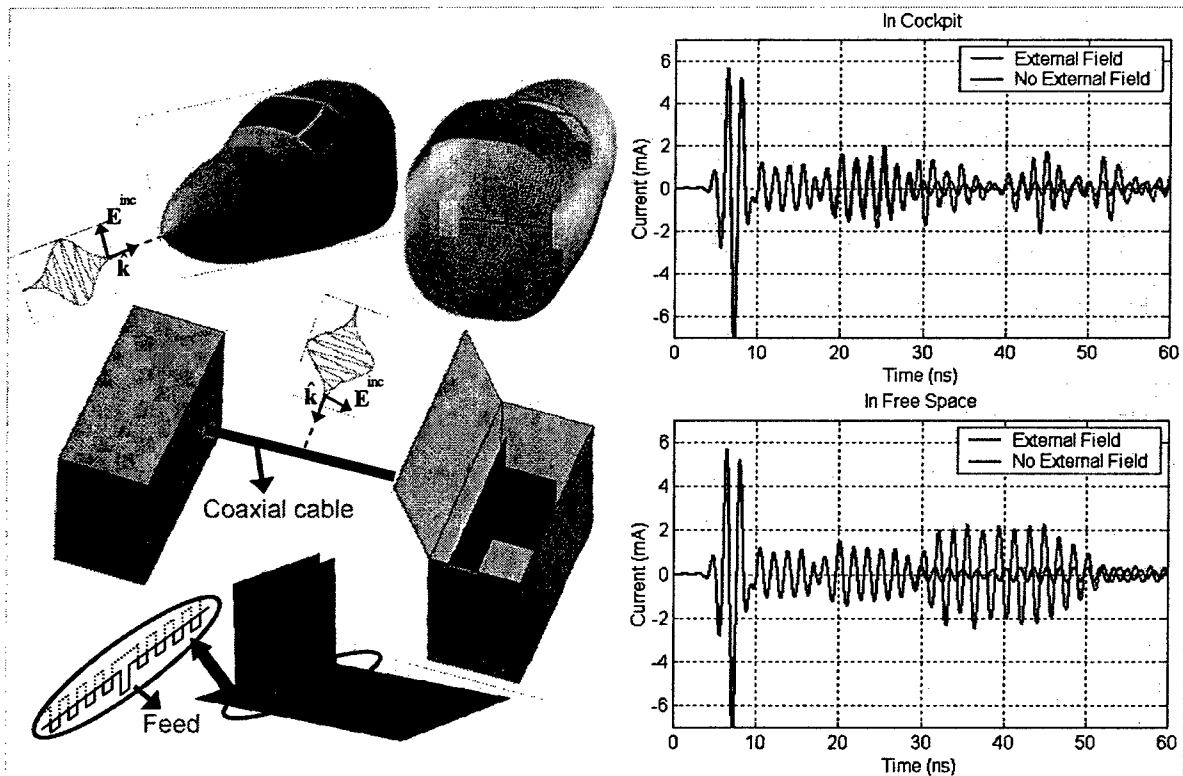 In Cockpit
External Field
No External Field
Current (mA)
6
4
2
0
-2
-4
-6
0 10 20 30 40 50 60
Time (ns)
E inc
k̂
k̂
E inc
Coaxial cable
Feed
In Free Space
External Field
No External Field
Current (mA)
6
4
2
0
-2
-4
-6
0 10 20 30 40 50 60
Time (ns)